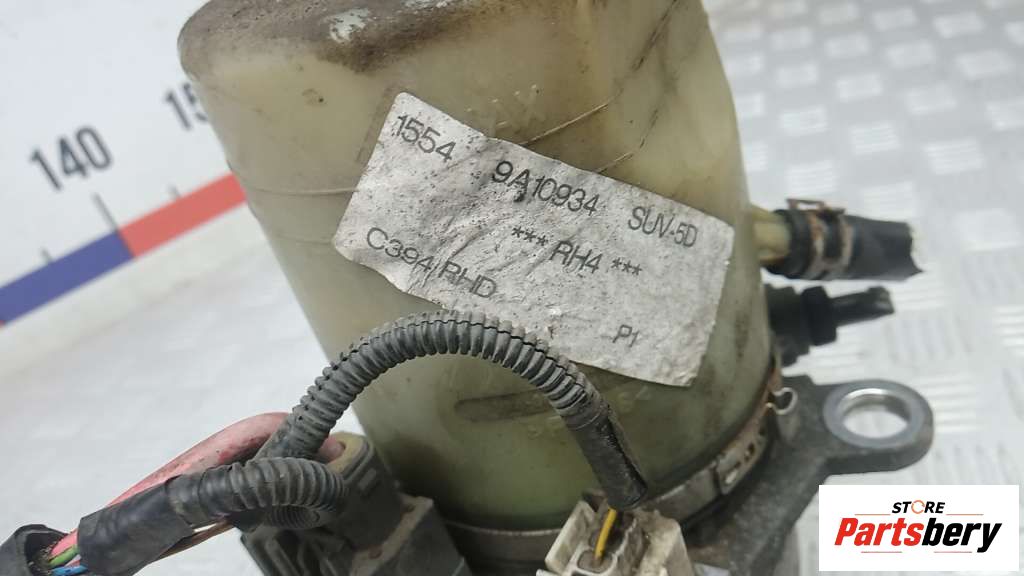 140
15
1554 9A10934 SUV-5D
*** RH4 ***
C394 RHD
P1
STORE
Partsbery